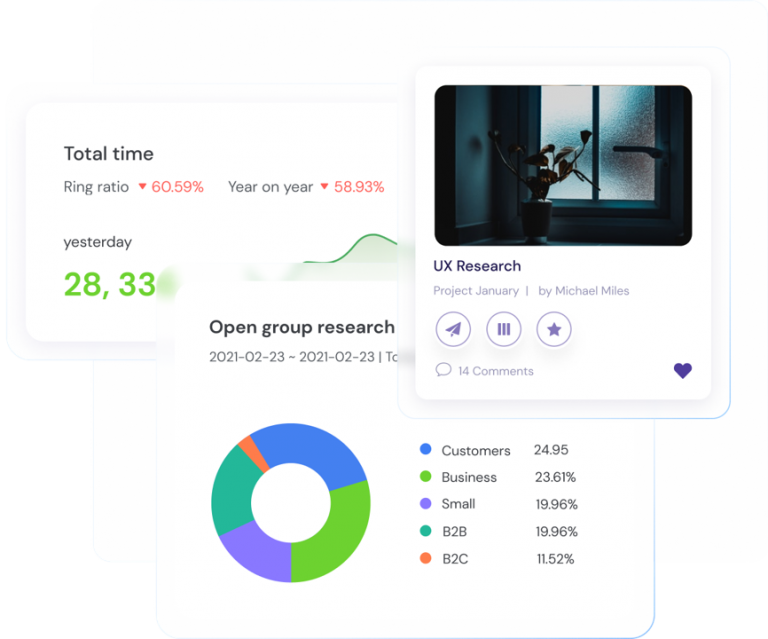 Total time
Ring ratio 60.59% Year on year 58.93%
yesterday
28, 33
UX Research
Project January | by Michael Miles
14 Comments
Open group research
2021-02-23 ~ 2021-02-23 |
Customers 24.95
Business 23.61%
Small 19.96%
B2B 19.96%
B2C 11.52%